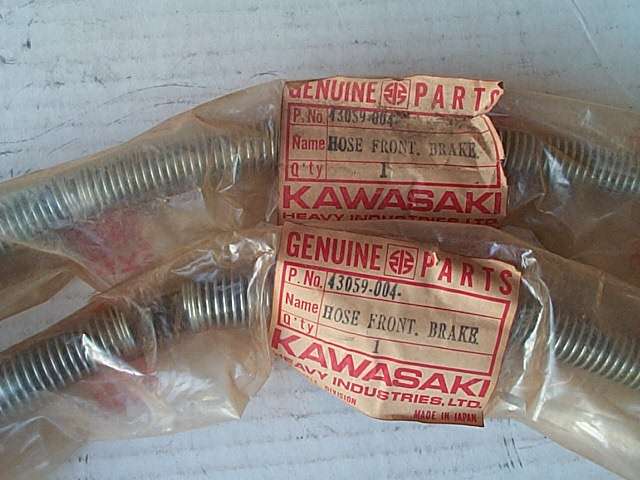 GENUINE PARTS
P. No. 43059-004-
Name HOSE FRONT. BRAKE.
Q'ty 1
KAWASAKI
HEAVY INDUSTRIES. LTD.
GENUINE PARTS
P. No. 43059-004-
Name HOSE FRONT. BRAKE.
Q'ty 1
KAWASAKI
HEAVY INDUSTRIES. LTD.
DIVISION MADE IN JAPAN